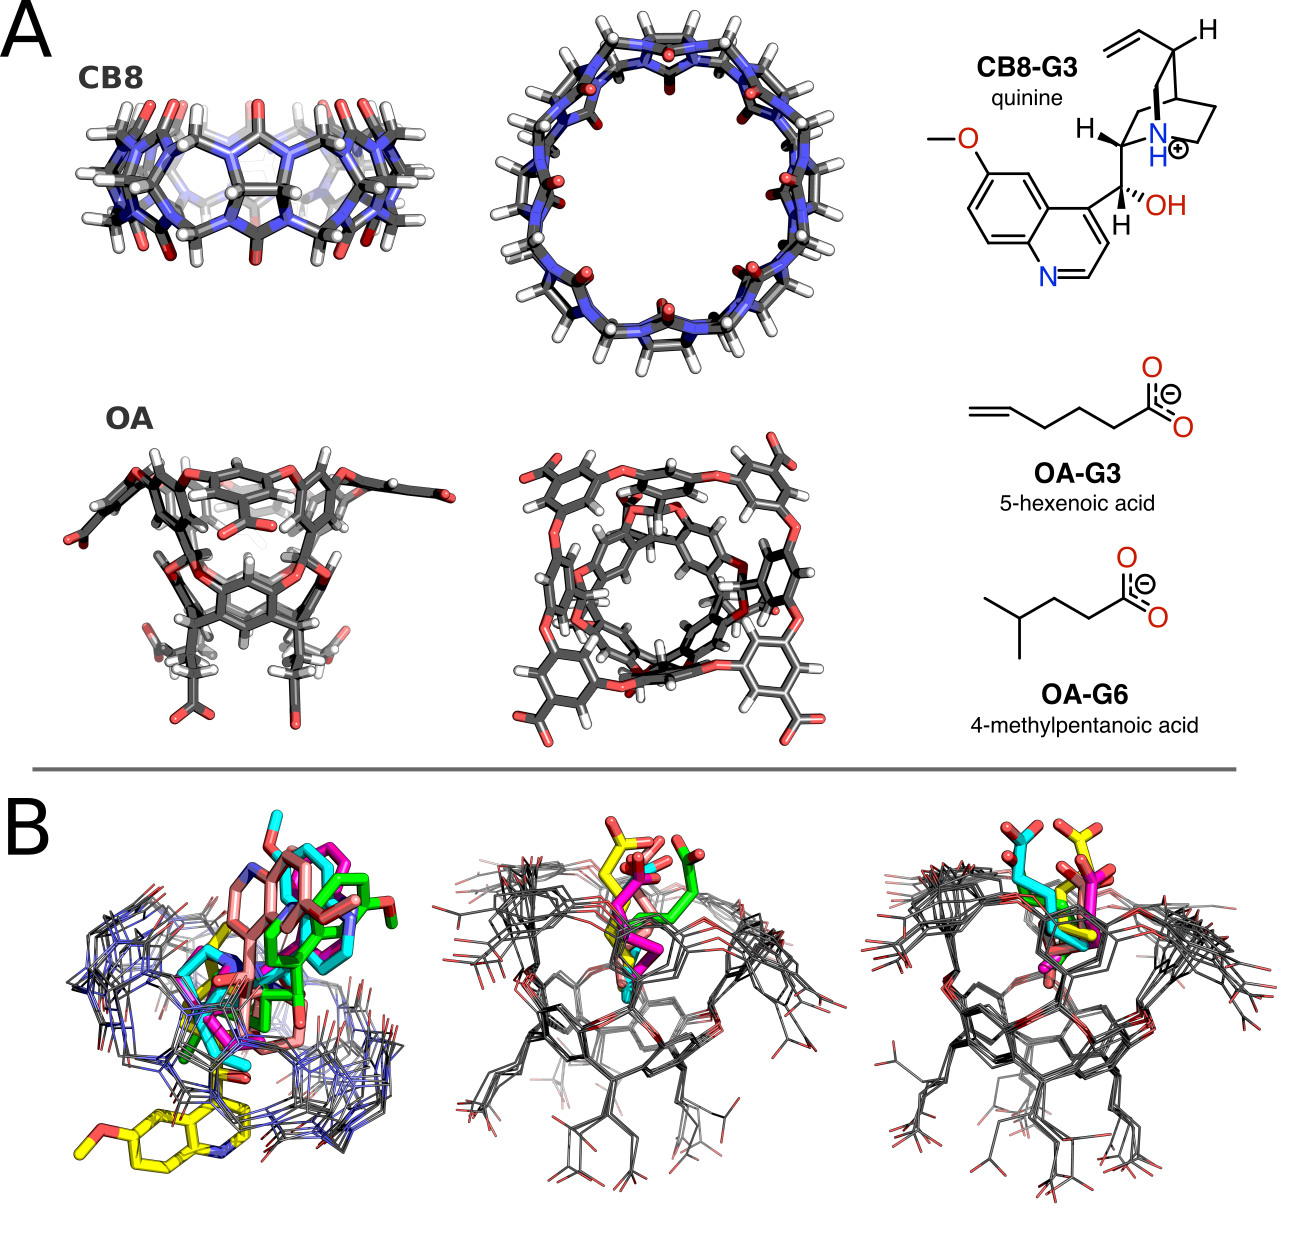 A
CB8
CB8-G3
quinine
H
H
N
H
+
O
OH
H
N
OA
O
O
OA-G3
5-hexenoic acid
O
O
OA-G6
4-methylpentanoic acid
B